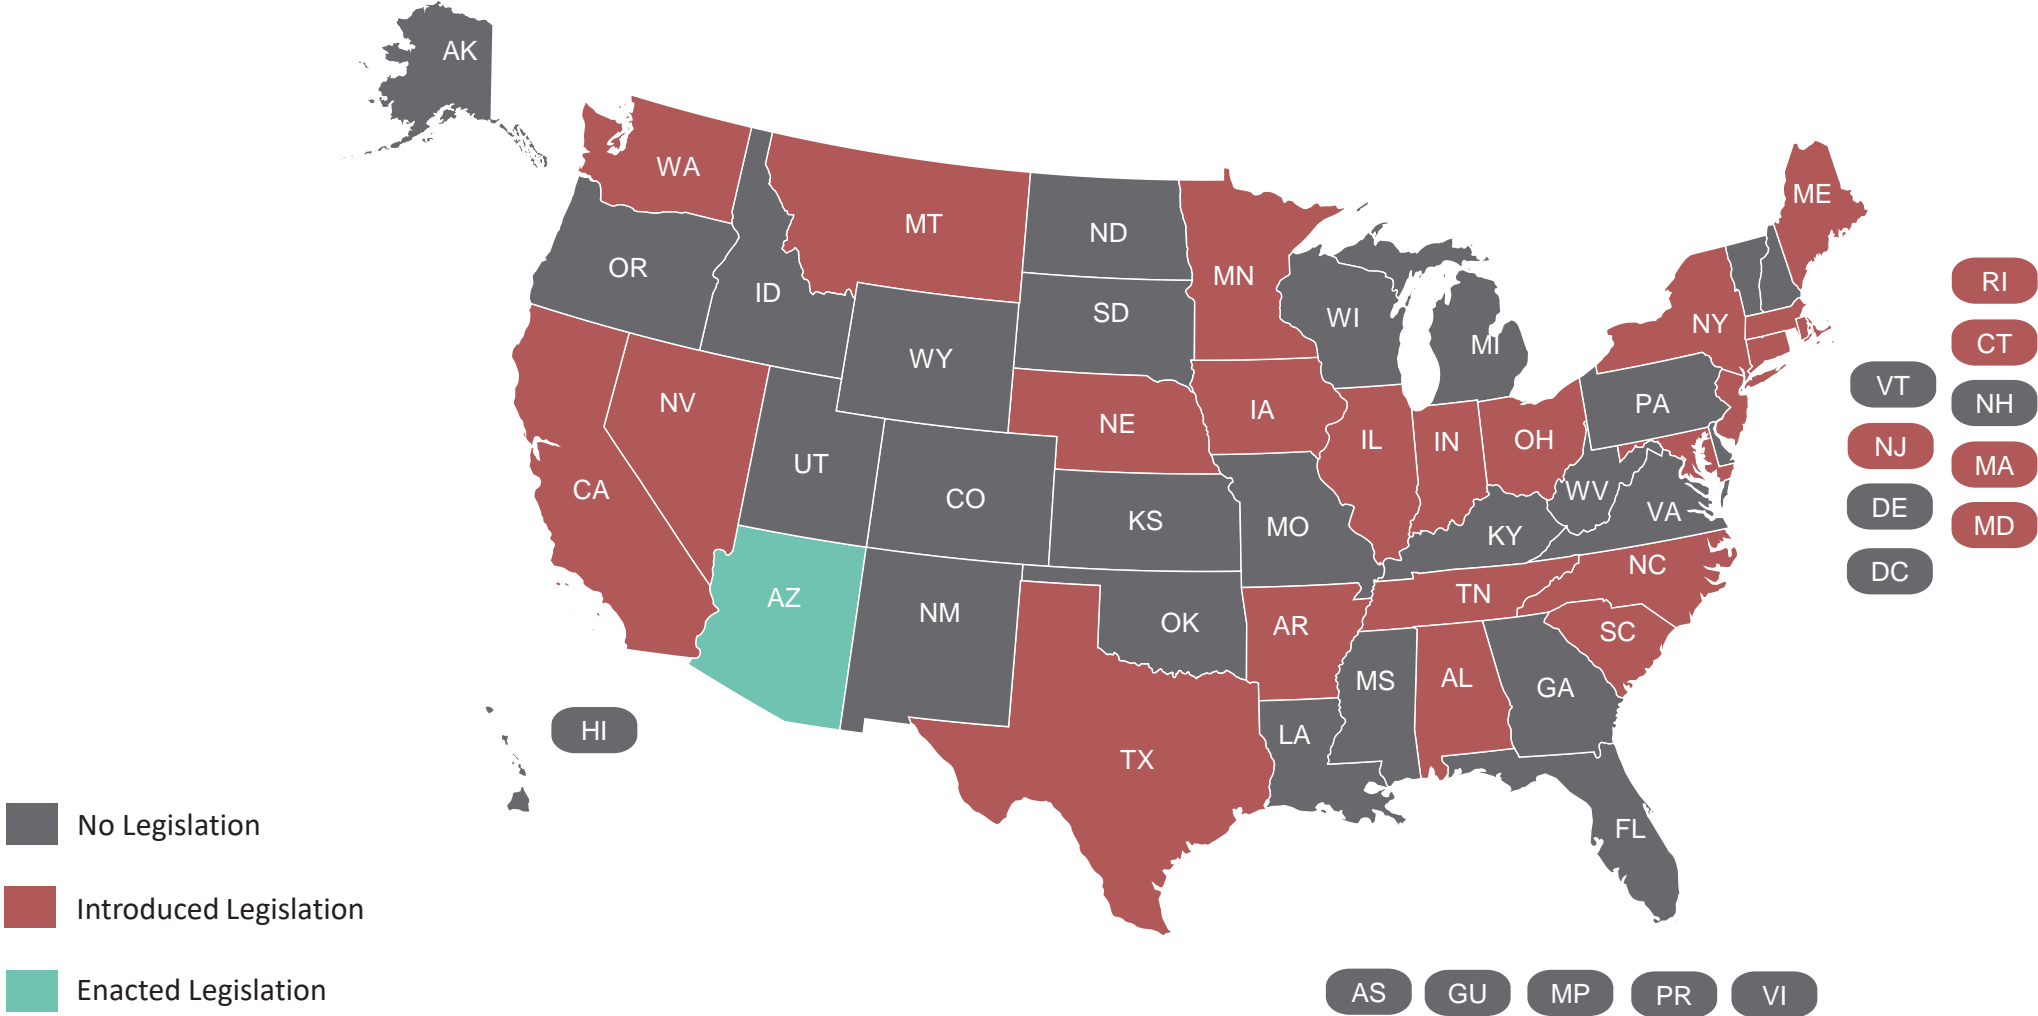 AK
WA
ME
MT
ND
OR
MN
RI
ID
SD
WI
NY
CT
MI
WY
VT
NV
NE
IA
PA
NH
IL
IN
OH
NJ
UT
MA
CA
CO
WV
KS
MO
VA
DE
KY
MD
NC
DC
AZ
TN
NM
OK
AR
SC
MS
AL
GA
HI
LA
TX
FL
No Legislation
Introduced Legislation
Enacted Legislation
AS
GU
MP
PR
VI